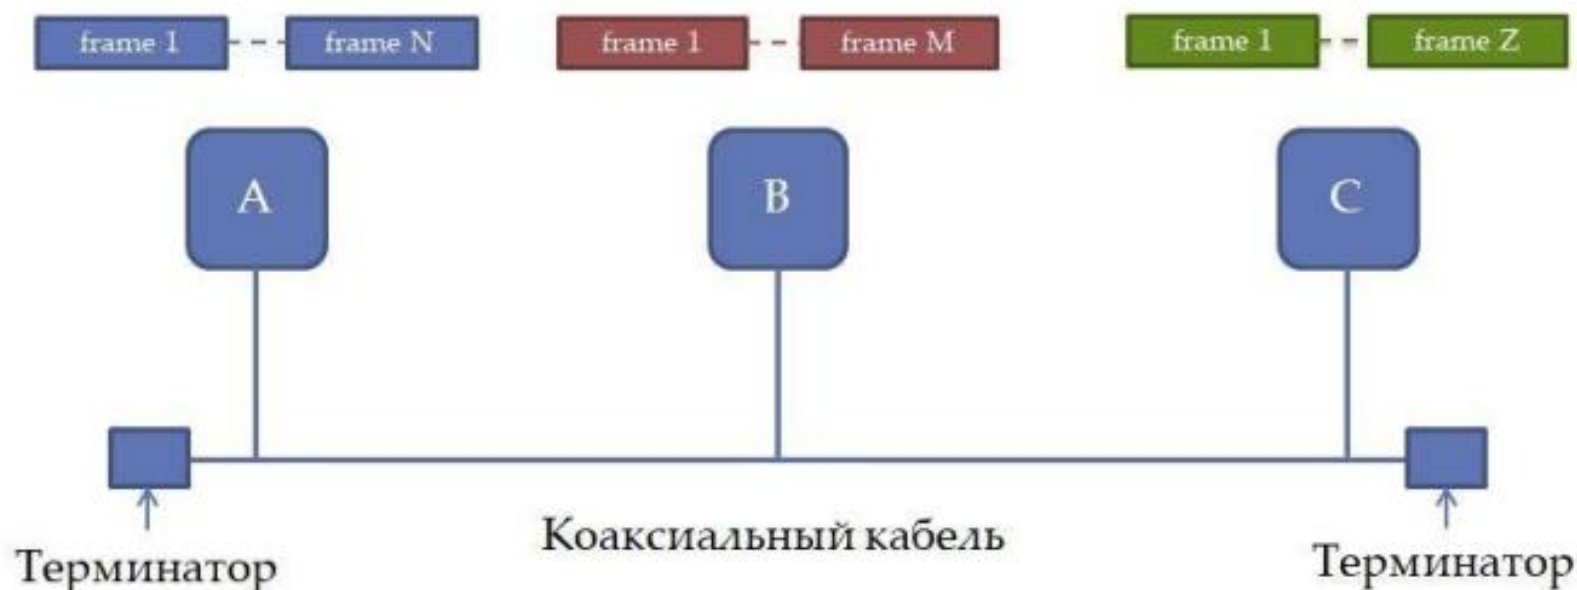 frame 1 frame N frame 1 frame M frame 1 frame Z
A B C
Коаксиальный кабель
Терминатор Терминатор